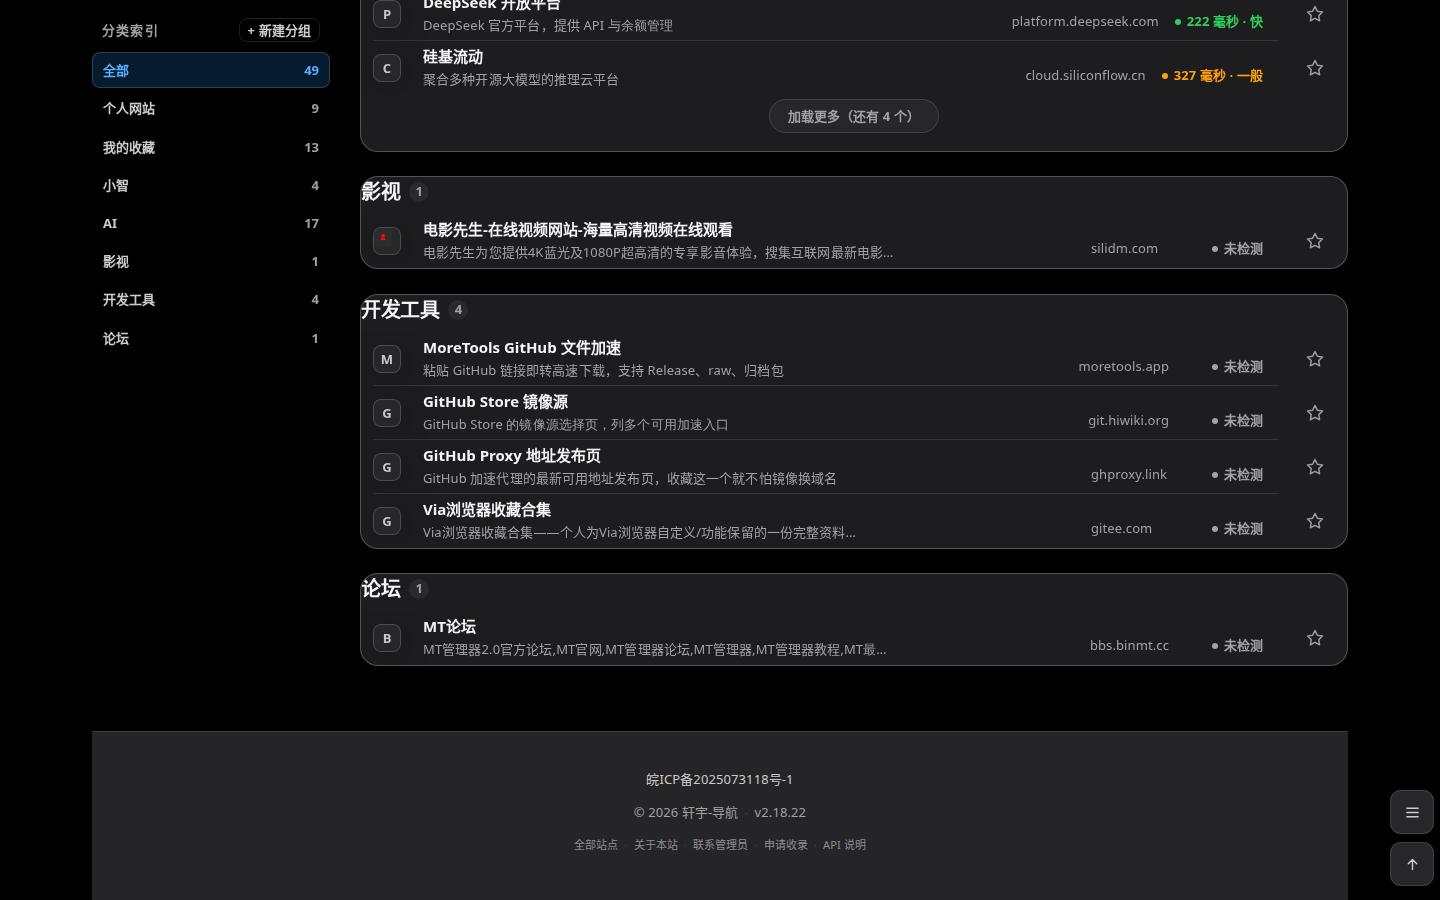 分类索引
+ 新建分组
全部 49
个人网站 9
我的收藏 13
小智 4
AI 17
影视 1
开发工具 4
论坛 1
P
DeepSeek 开放平台
DeepSeek 官方平台，提供 API 与余额管理
platform.deepseek.com
222 毫秒 · 快
C
硅基流动
聚合多种开源大模型的推理云平台
cloud.siliconflow.cn
327 毫秒 · 一般
加载更多（还有 4 个）
影视 1
电影先生-在线视频网站-海量高清视频在线观看
电影先生为您提供4K蓝光及1080P超高清的专享影音体验，搜集互联网最新电影...
silidm.com
未检测
开发工具 4
M
MoreTools GitHub 文件加速
粘贴 GitHub 链接即转高速下载，支持 Release、raw、归档包
moretools.app
未检测
G
GitHub Store 镜像源
GitHub Store 的镜像源选择页，列多个可用加速入口
git.hiwiki.org
未检测
G
GitHub Proxy 地址发布页
GitHub 加速代理的最新可用地址发布页，收藏这一个就不怕镜像换域名
ghproxy.link
未检测
G
Via浏览器收藏合集
Via浏览器收藏合集——个人为Via浏览器自定义/功能保留的一份完整资料...
gitee.com
未检测
论坛 1
B
MT论坛
MT管理器2.0官方论坛,MT官网,MT管理器论坛,MT管理器,MT管理器教程,MT最...
bbs.binmt.cc
未检测
皖ICP备2025073118号-1
© 2026 轩宇-导航 · v2.18.22
全部站点 · 关于本站 · 联系管理员 · 申请收录 · API 说明